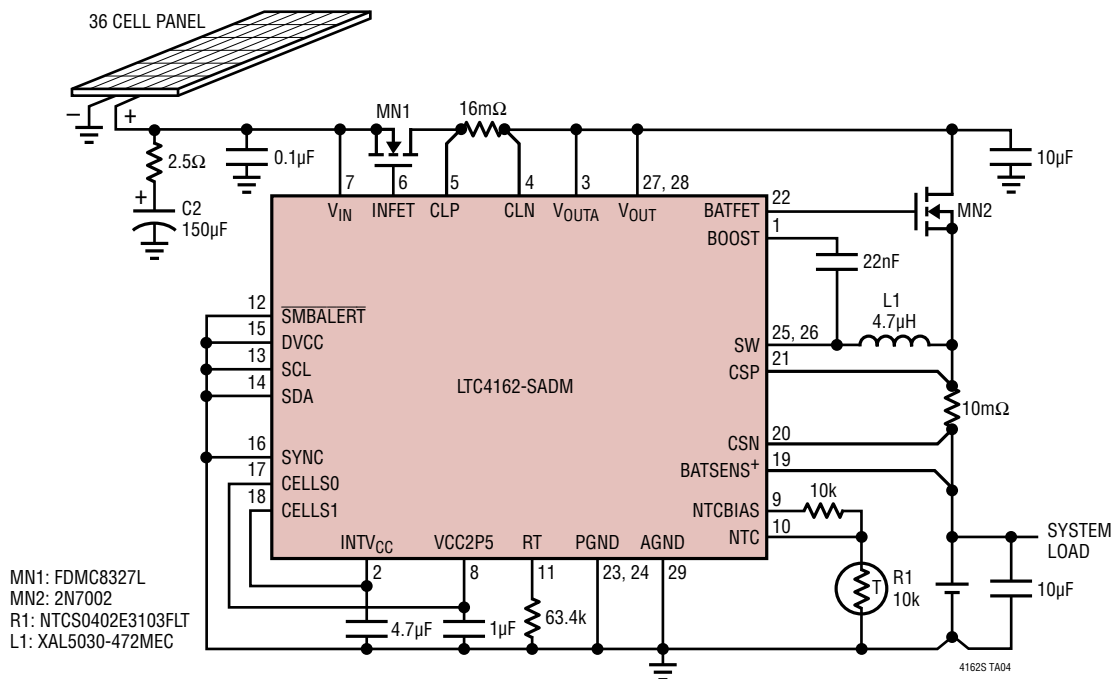 36 CELL PANEL
−
+
MN1
16mΩ
2.5Ω
0.1µF
+
C2
150µF
10µF
7
6
5
4
3
27, 28
VIN
INFET
CLP
CLN
VOUTA
VOUT
BATFET
22
MN2
BOOST
1
22nF
L1
4.7µH
12
SMBALERT
15
DVCC
13
SCL
14
SDA
LTC4162-SADM
SW
25, 26
CSP
21
10mΩ
16
SYNC
17
CELLS0
18
CELLS1
CSN
20
BATSENS+
19
NTCBIAS
9
10k
NTC
10
INTVCC
VCC2P5
RT
PGND
AGND
2
8
11
23, 24
29
SYSTEM
LOAD
T
R1
10k
10µF
4.7µF
1µF
63.4k
MN1: FDMC8327L
MN2: 2N7002
R1: NTCS0402E3103FLT
L1: XAL5030-472MEC
4162S TA04